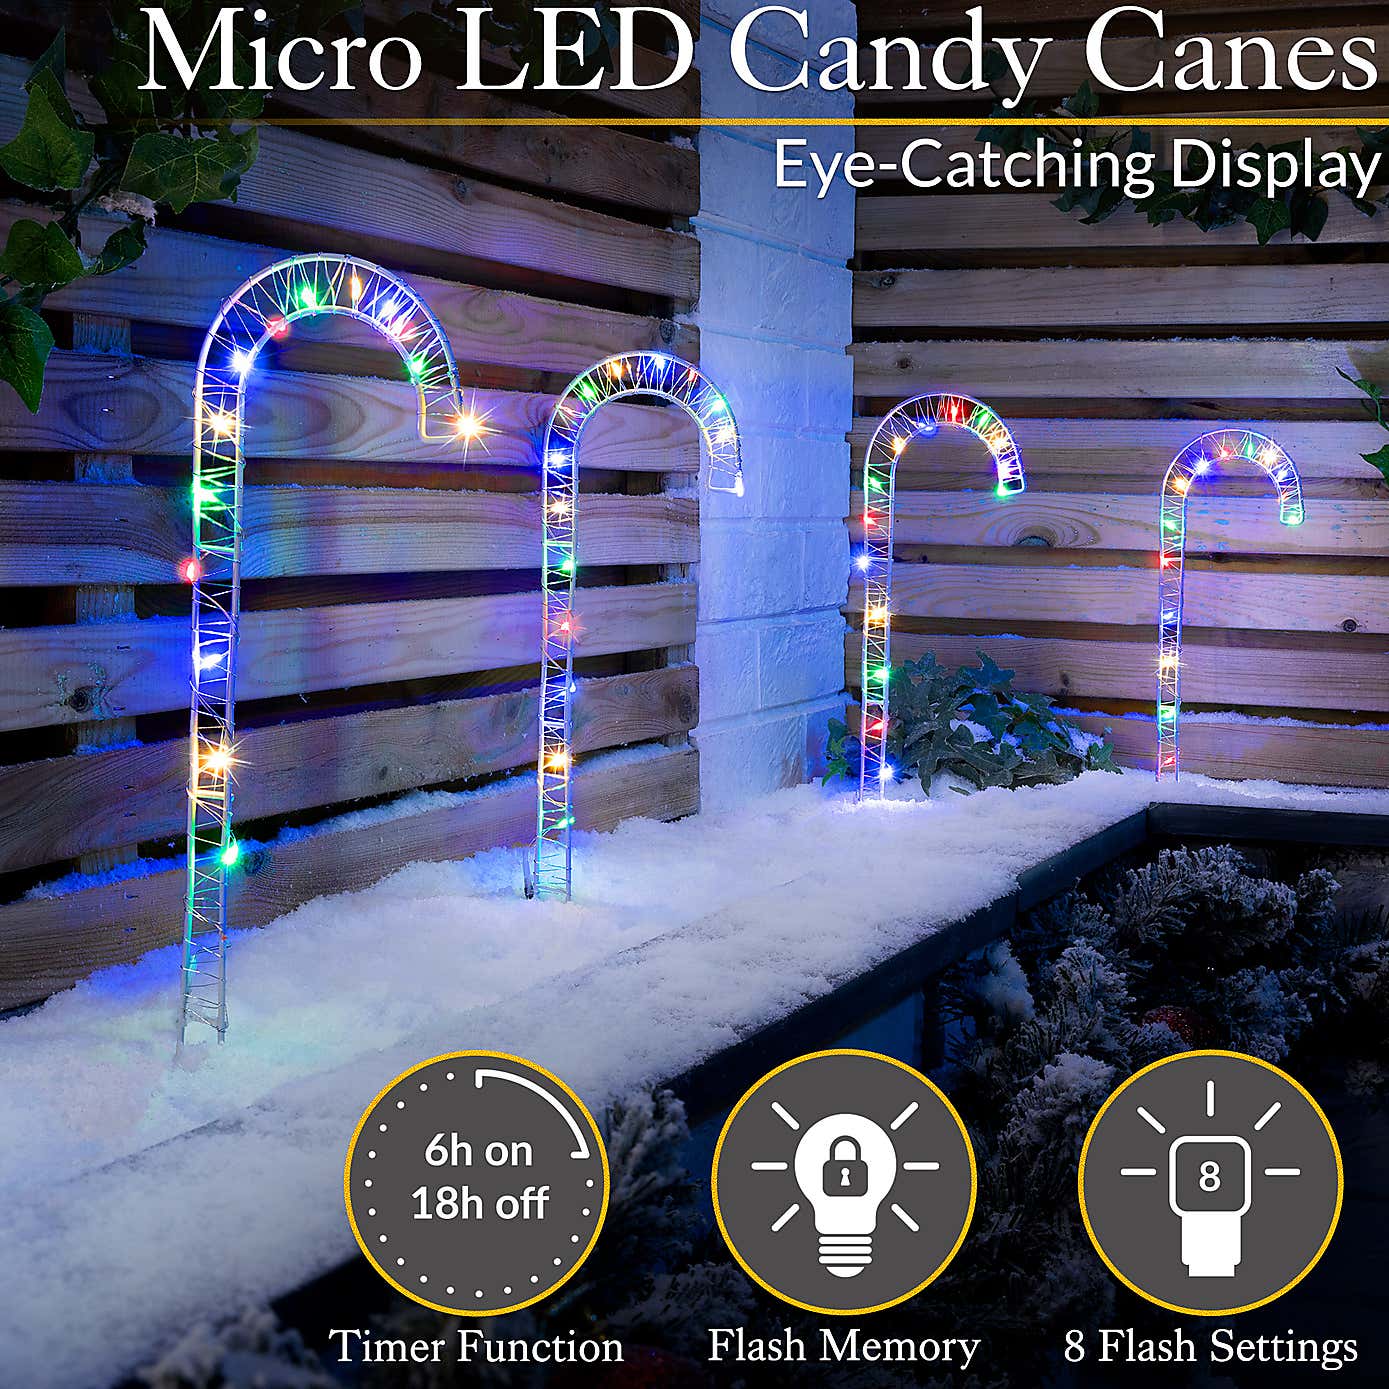 Micro LED Candy Canes
Eye-Catching Display
6h on
18h off
8
Timer Function
Flash Memory
8 Flash Settings